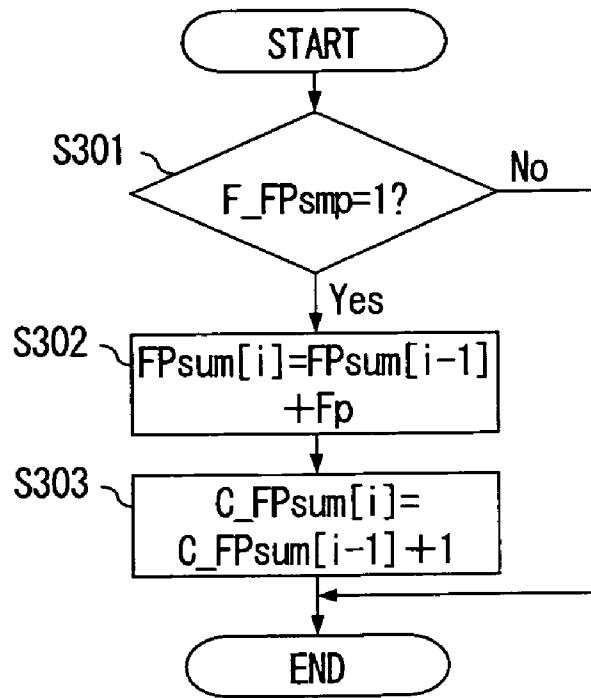 START
S301
F_FPsmp=1?
No
Yes
S302
FPsum[i]=FPsum[i-1]
+Fp
S303
C_FPsum[i]=
C_FPsum[i-1]+1
END